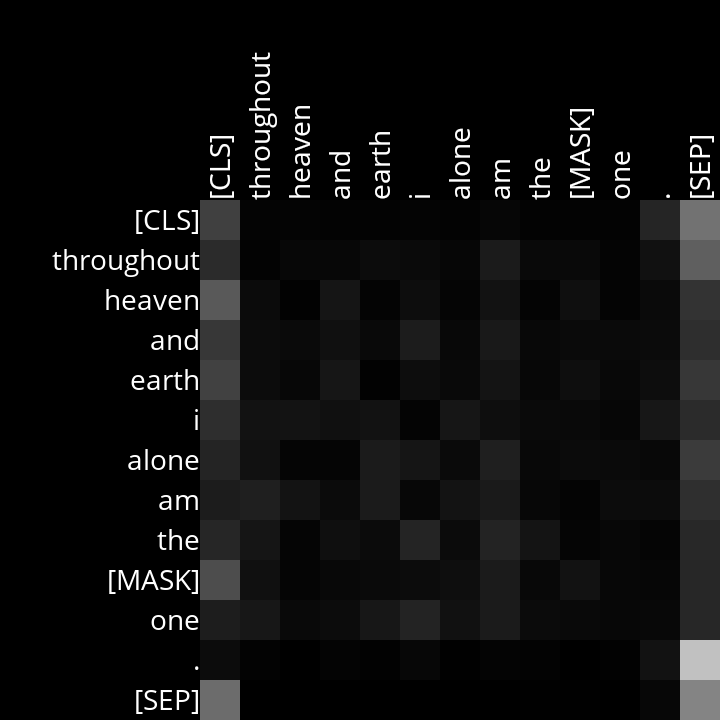 [CLS] throughout heaven and earth i alone am the [MASK] one . [SEP]
[CLS]
throughout
heaven
and
earth
i
alone
am
the
[MASK]
one
.
[SEP]